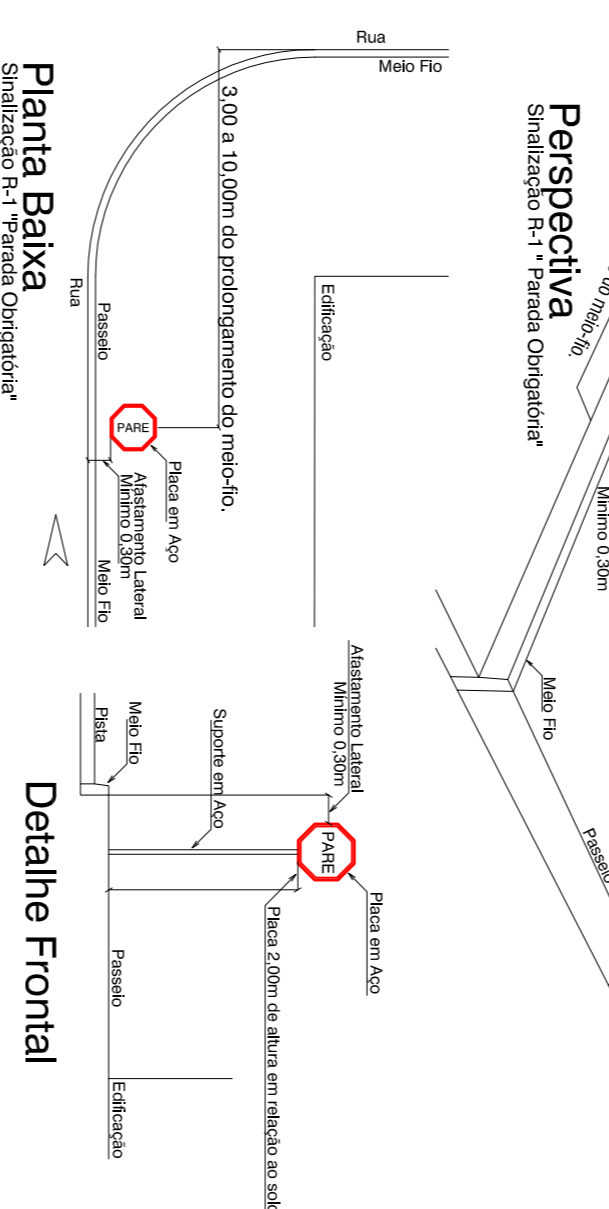 Rua
Meio Fio
3,00 a 10,00m do prolongamento do meio-fio.
Edificação
Passeio
Rua
PARE
Placa em Aço
Afastamento Lateral
Mínimo 0,30m
Meio Fio
Planta Baixa
Sinalização R-1 "Parada Obrigatória"
Perspectiva
Sinalização R-1 " Parada Obrigatória"
do meio-fio.
Mínimo 0,30m
Meio Fio
Passeio
Afastamento Lateral
Mínimo 0,30m
PARE
Placa em Aço
Suporte em Aço
Meio Fio
Pista
Placa 2,00m de altura em relação ao solo
Passeio
Edificação
Detalhe Frontal